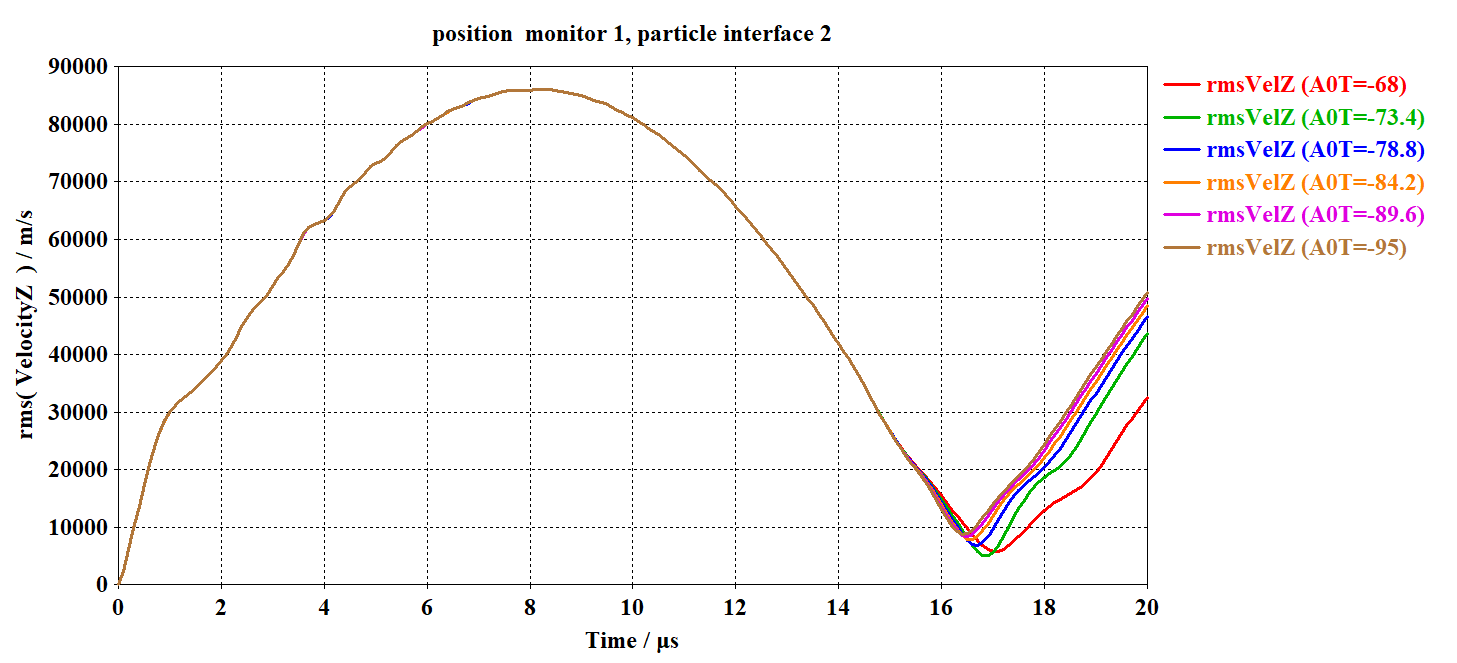 position monitor 1, particle interface 2
90000
80000
70000
60000
50000
40000
30000
20000
10000
0
rms( VelocityZ ) / m/s
0 2 4 6 8 10 12 14 16 18 20
Time / µs
rmsVelZ (A0T=-68)
rmsVelZ (A0T=-73.4)
rmsVelZ (A0T=-78.8)
rmsVelZ (A0T=-84.2)
rmsVelZ (A0T=-89.6)
rmsVelZ (A0T=-95)